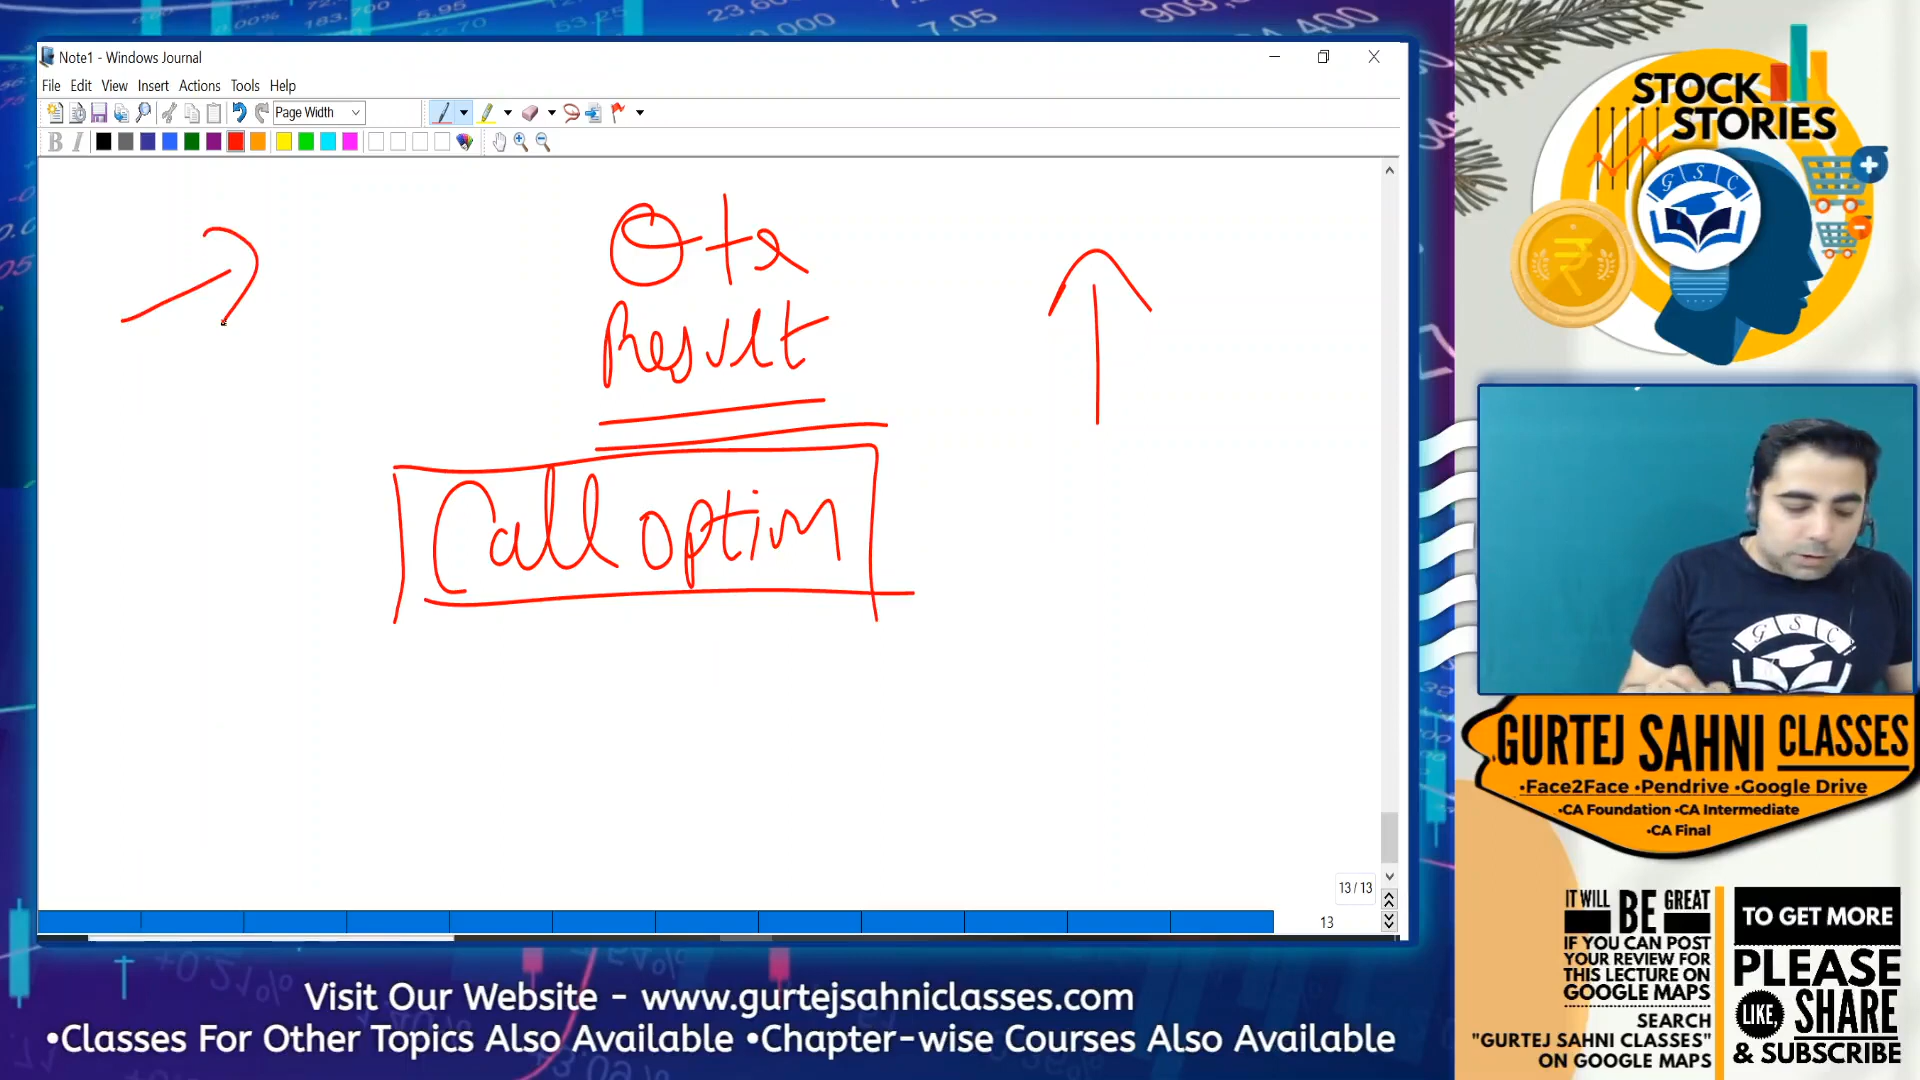 Note1 - Windows Journal
File Edit View Insert Actions Tools Help
Page Width
B I
Qtr
Result
Call option
13 / 13
13
STOCK
STORIES
GSC
GSC
GURTEJ SAHNI CLASSES
•Face2Face •Pendrive •Google Drive
•CA Foundation •CA Intermediate
•CA Final
IT WILL BE GREAT
IF YOU CAN POST
YOUR REVIEW FOR
THIS LECTURE ON
GOOGLE MAPS
SEARCH
"GURTEJ SAHNI CLASSES"
ON GOOGLE MAPS
TO GET MORE
PLEASE
LIKE, SHARE
& SUBSCRIBE
Visit Our Website - www.gurtejsahniclasses.com
•Classes For Other Topics Also Available •Chapter-wise Courses Also Available